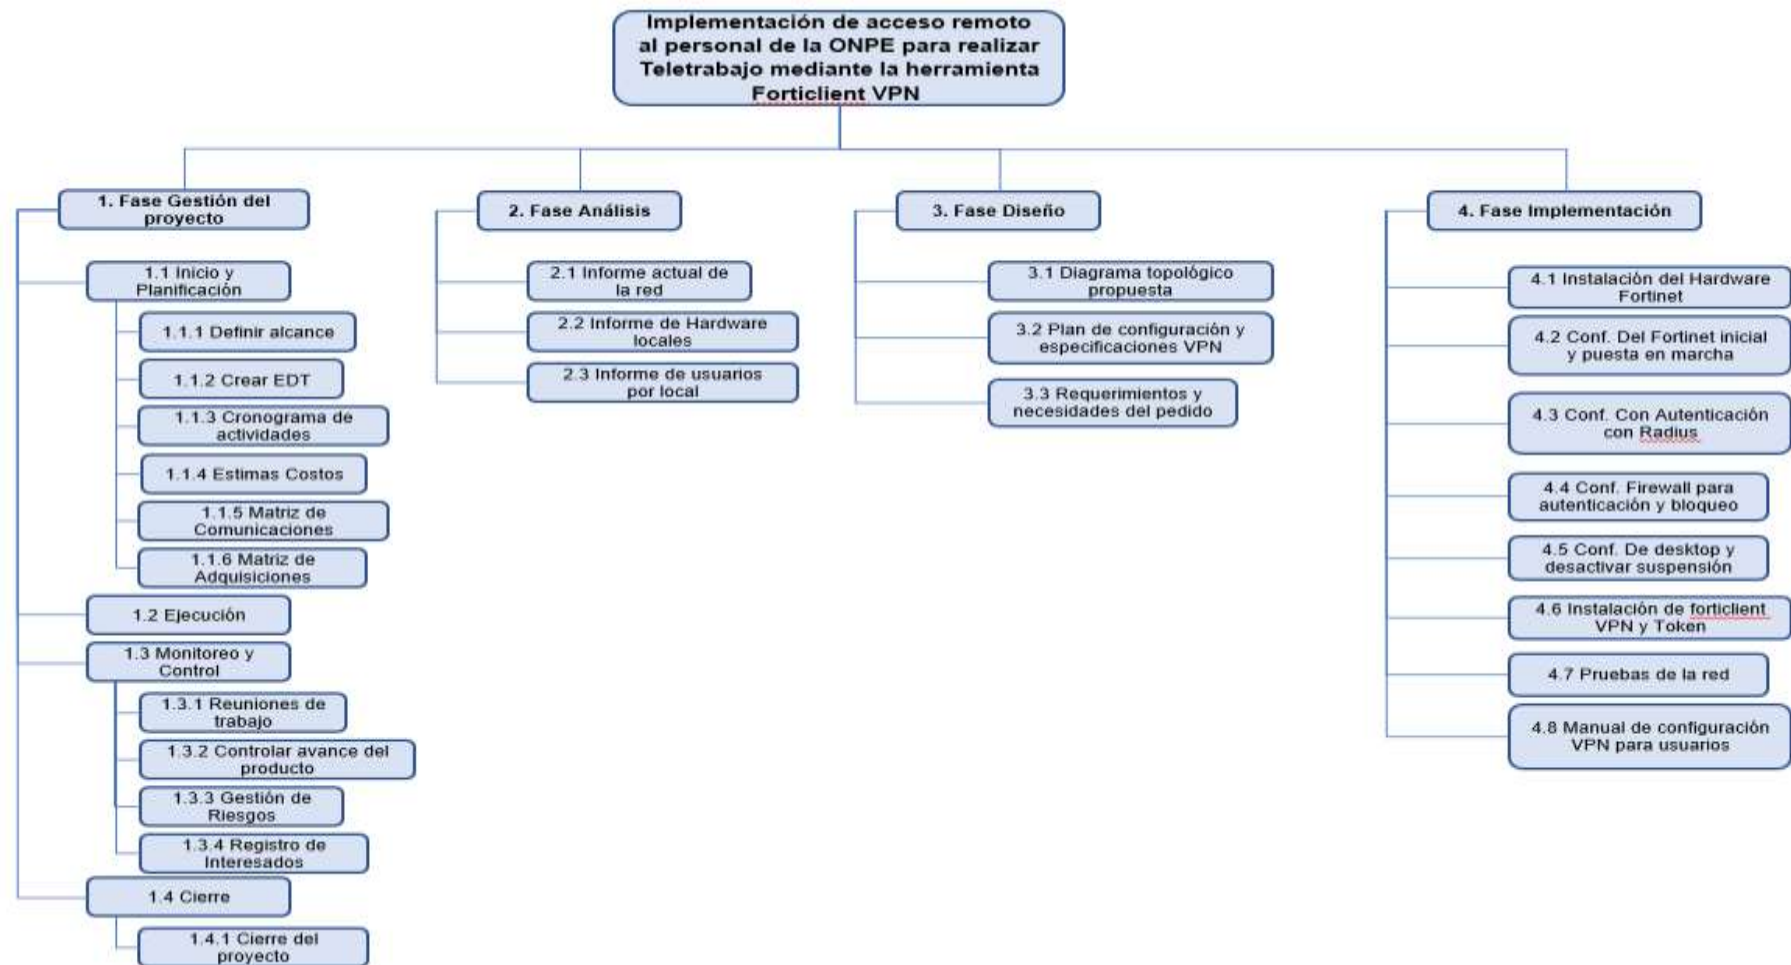 Implementación de acceso remoto
al personal de la ONPE para realizar
Teletrabajo mediante la herramienta
Forticlient VPN
1. Fase Gestión del
proyecto
1.1 Inicio y
Planificación
1.1.1 Definir alcance
1.1.2 Crear EDT
1.1.3 Cronograma de
actividades
1.1.4 Estimas Costos
1.1.5 Matriz de
Comunicaciones
1.1.6 Matriz de
Adquisiciones
1.2 Ejecución
1.3 Monitoreo y
Control
1.3.1 Reuniones de
trabajo
1.3.2 Controlar avance del
producto
1.3.3 Gestión de
Riesgos
1.3.4 Registro de
Interesados
1.4 Cierre
1.4.1 Cierre del
proyecto
2. Fase Análisis
2.1 Informe actual de
la red
2.2 Informe de Hardware
locales
2.3 Informe de usuarios
por local
3. Fase Diseño
3.1 Diagrama topológico
propuesta
3.2 Plan de configuración y
especificaciones VPN
3.3 Requerimientos y
necesidades del pedido
4. Fase Implementación
4.1 Instalación del Hardware
Fortinet
4.2 Conf. Del Fortinet inicial
y puesta en marcha
4.3 Conf. Con Autenticación
con Radius
4.4 Conf. Firewall para
autenticación y bloqueo
4.5 Conf. De desktop y
desactivar suspensión
4.6 Instalación de forticlient
VPN y Token
4.7 Pruebas de la red
4.8 Manual de configuración
VPN para usuarios